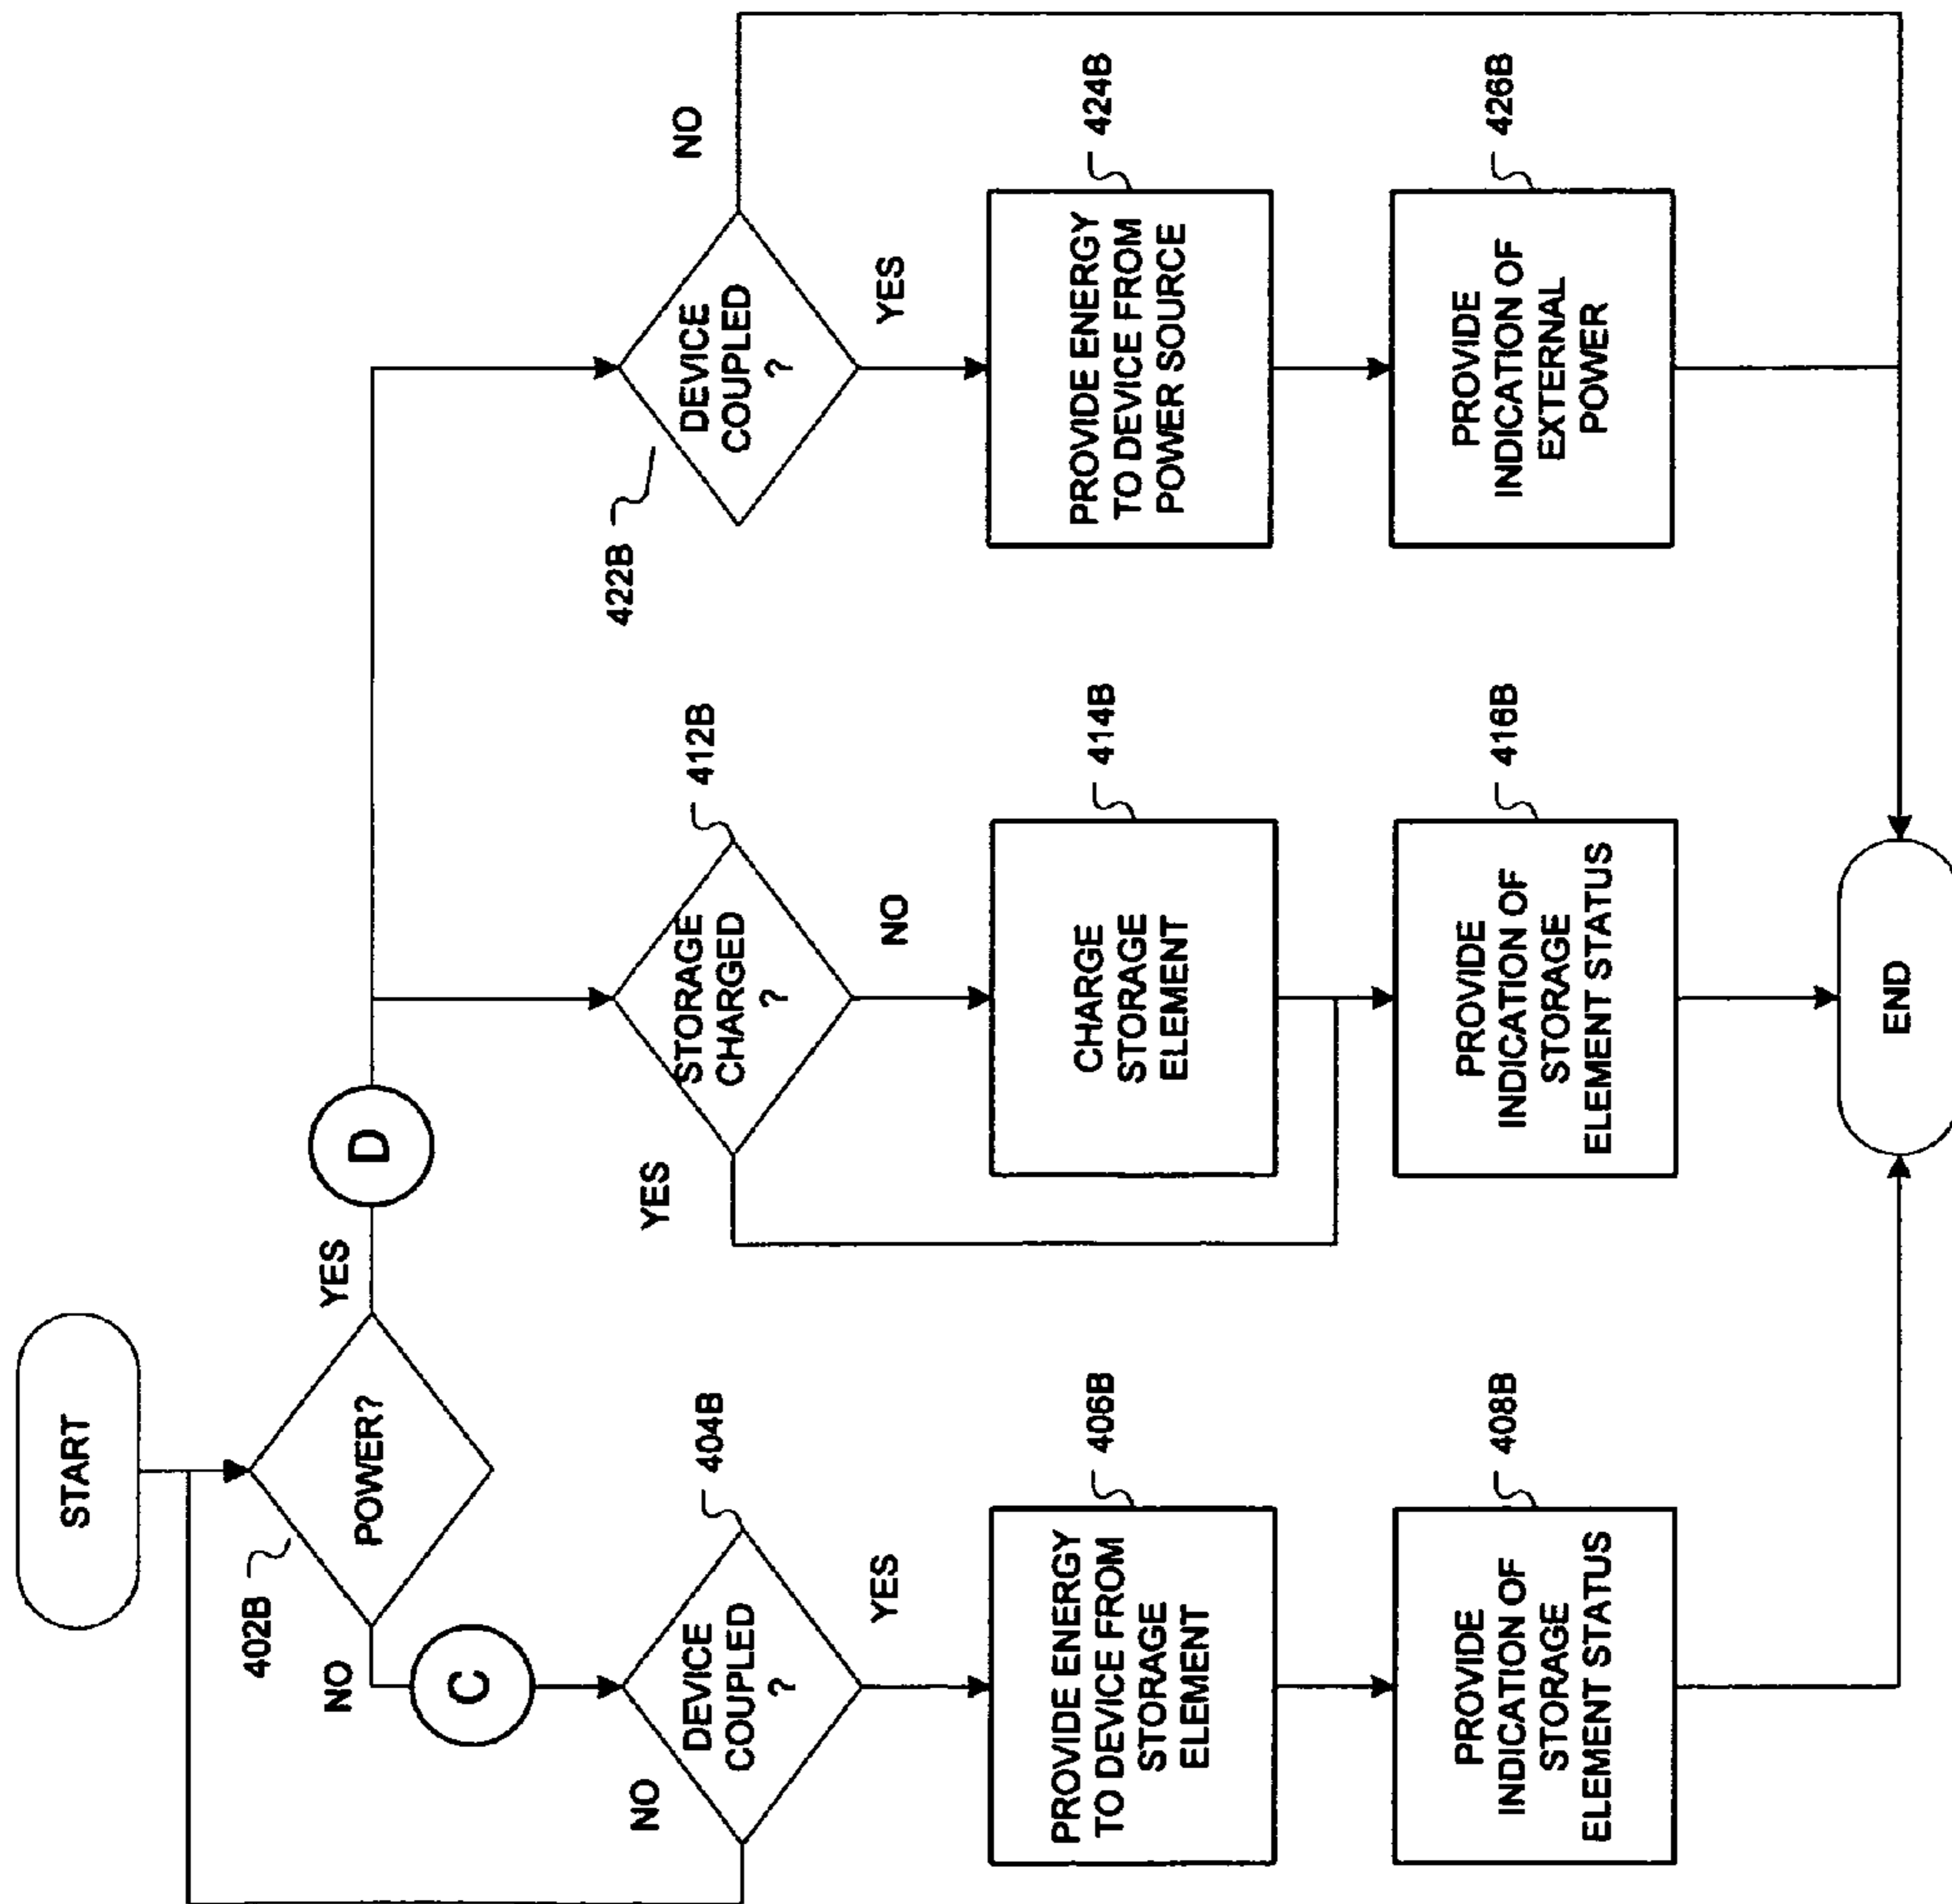 START
402B
POWER?
YES
D
NO
C
DEVICE
COUPLED
?
404B
NO
YES
PROVIDE ENERGY
TO DEVICE FROM
STORAGE
ELEMENT
406B
PROVIDE
INDICATION OF
STORAGE
ELEMENT STATUS
408B
STORAGE
CHARGED
?
412B
YES
NO
CHARGE
STORAGE
ELEMENT
414B
PROVIDE
INDICATION OF
STORAGE
ELEMENT STATUS
416B
422B
DEVICE
COUPLED
?
NO
YES
PROVIDE ENERGY
TO DEVICE FROM
POWER SOURCE
424B
PROVIDE
INDICATION OF
EXTERNAL
POWER
426B
END